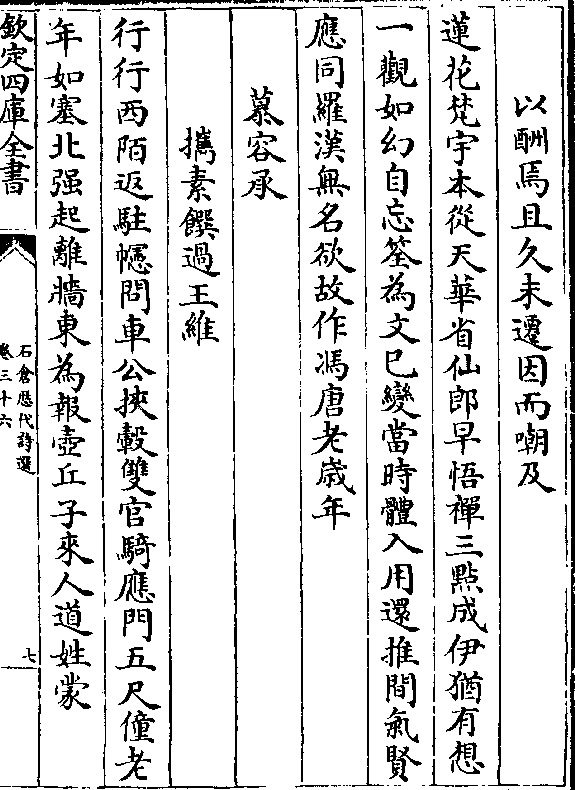 以酬焉且久未遷因而嘲及
蓮花梵宇本從天華省仙郎早悟禪三點成伊猶有想
一觀如幻自忘筌為文已變當時體入用還推間氣賢
應同羅漢無名欲故作馮唐老歳年
慕容承
攜素饌過王維
行行西陌返駐幰問車公挾轂雙官騎應門五尺僮老
年如塞北强起離牆東為報壺丘子來人道姓蒙
欽定四庫全書
石倉歴代詩選
卷三十六
七